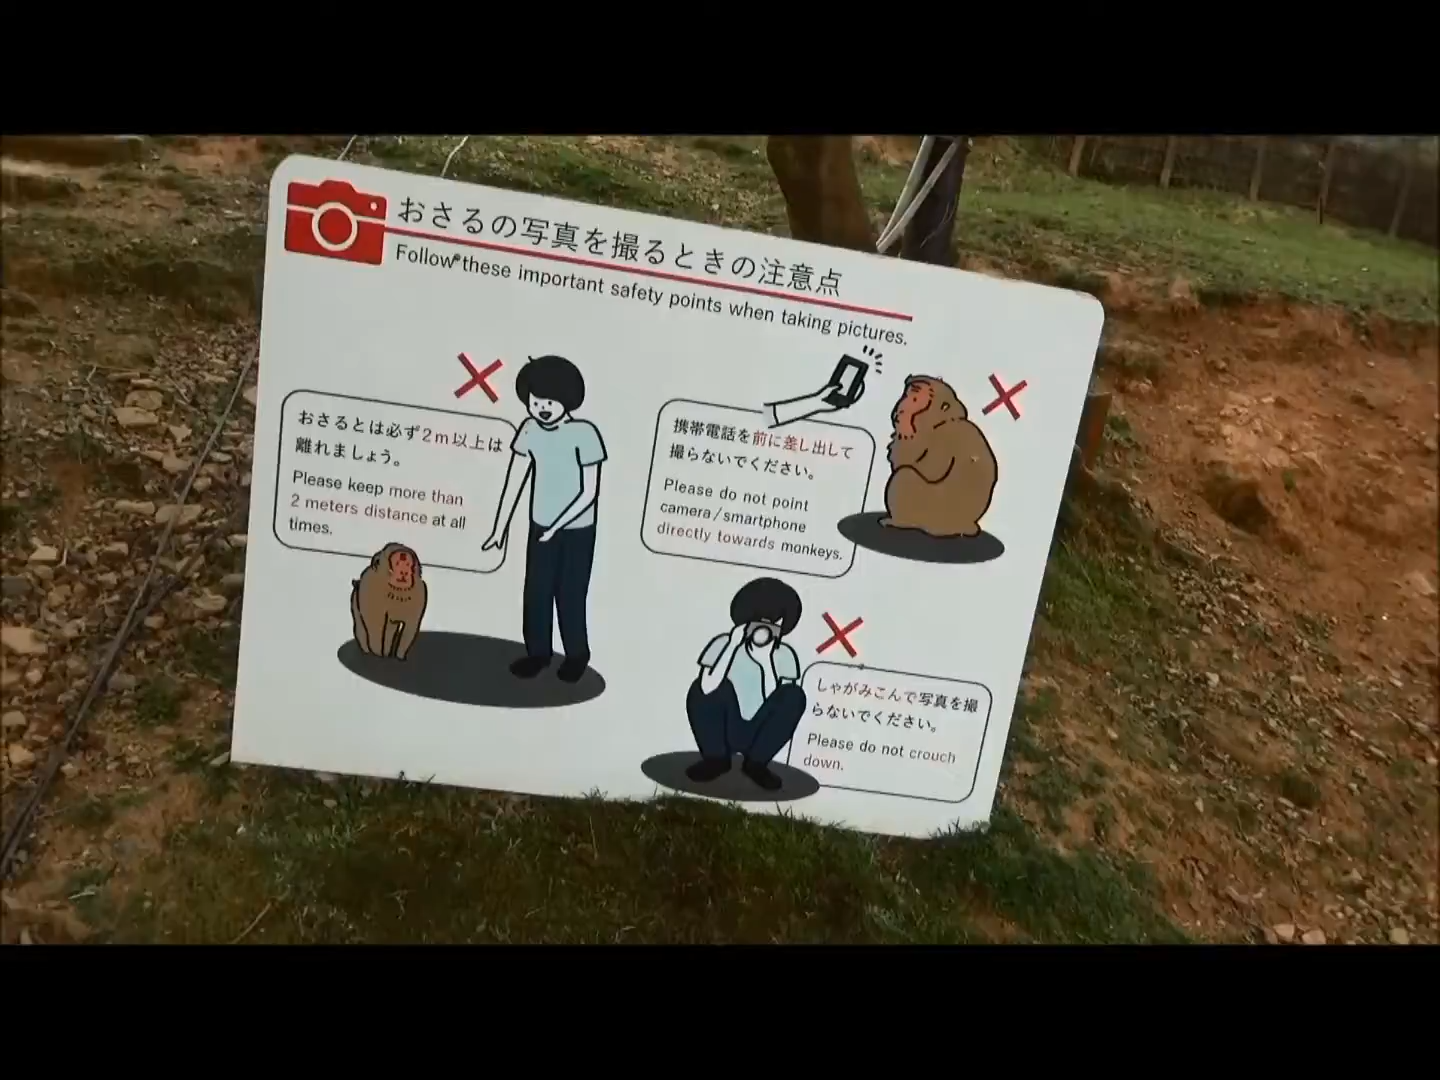 おさるの写真を撮るときの注意点
Follow these important safety points when taking pictures.
おさるとは必ず2m以上は
離れましょう。
Please keep more than
2 meters distance at all
times.
携帯電話を前に差し出して
撮らないでください。
Please do not point
camera/smartphone
directly towards monkeys.
しゃがみこんで写真を撮
らないでください。
Please do not crouch
down.